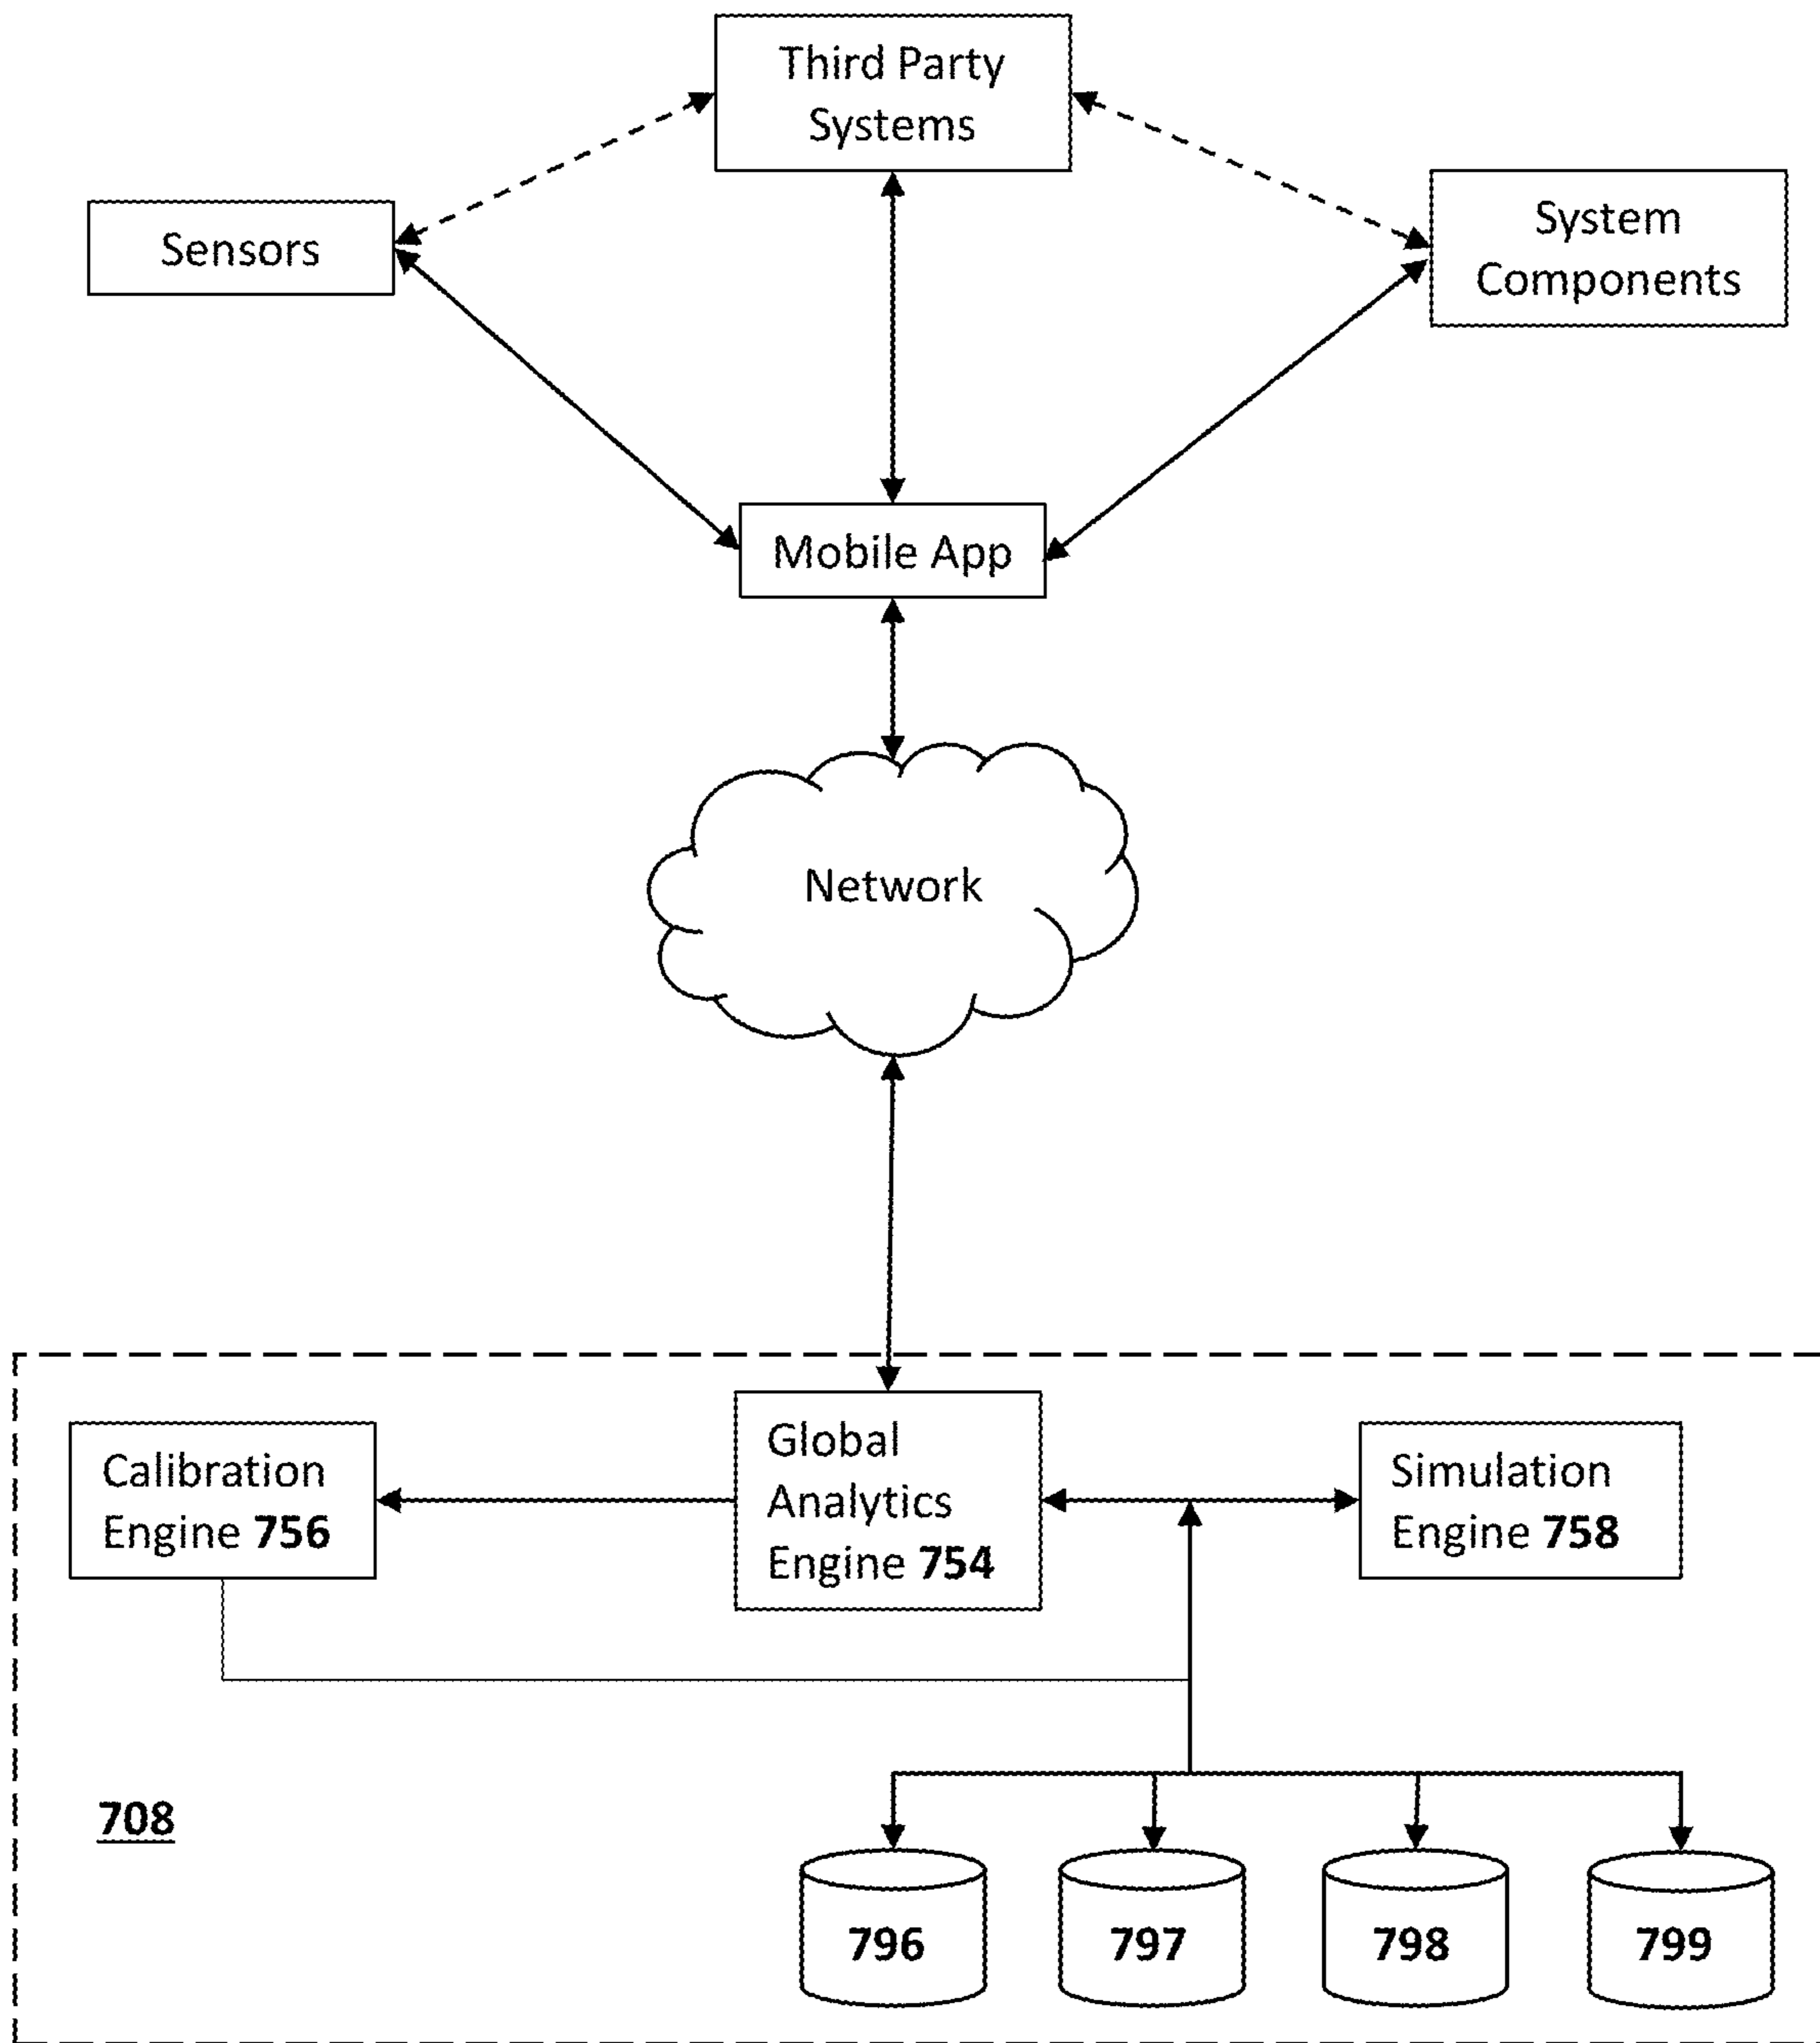 Third Party
Systems
Sensors
System
Components
Mobile App
Network
Calibration
Engine 756
Global
Analytics
Engine 754
Simulation
Engine 758
708
796
797
798
799